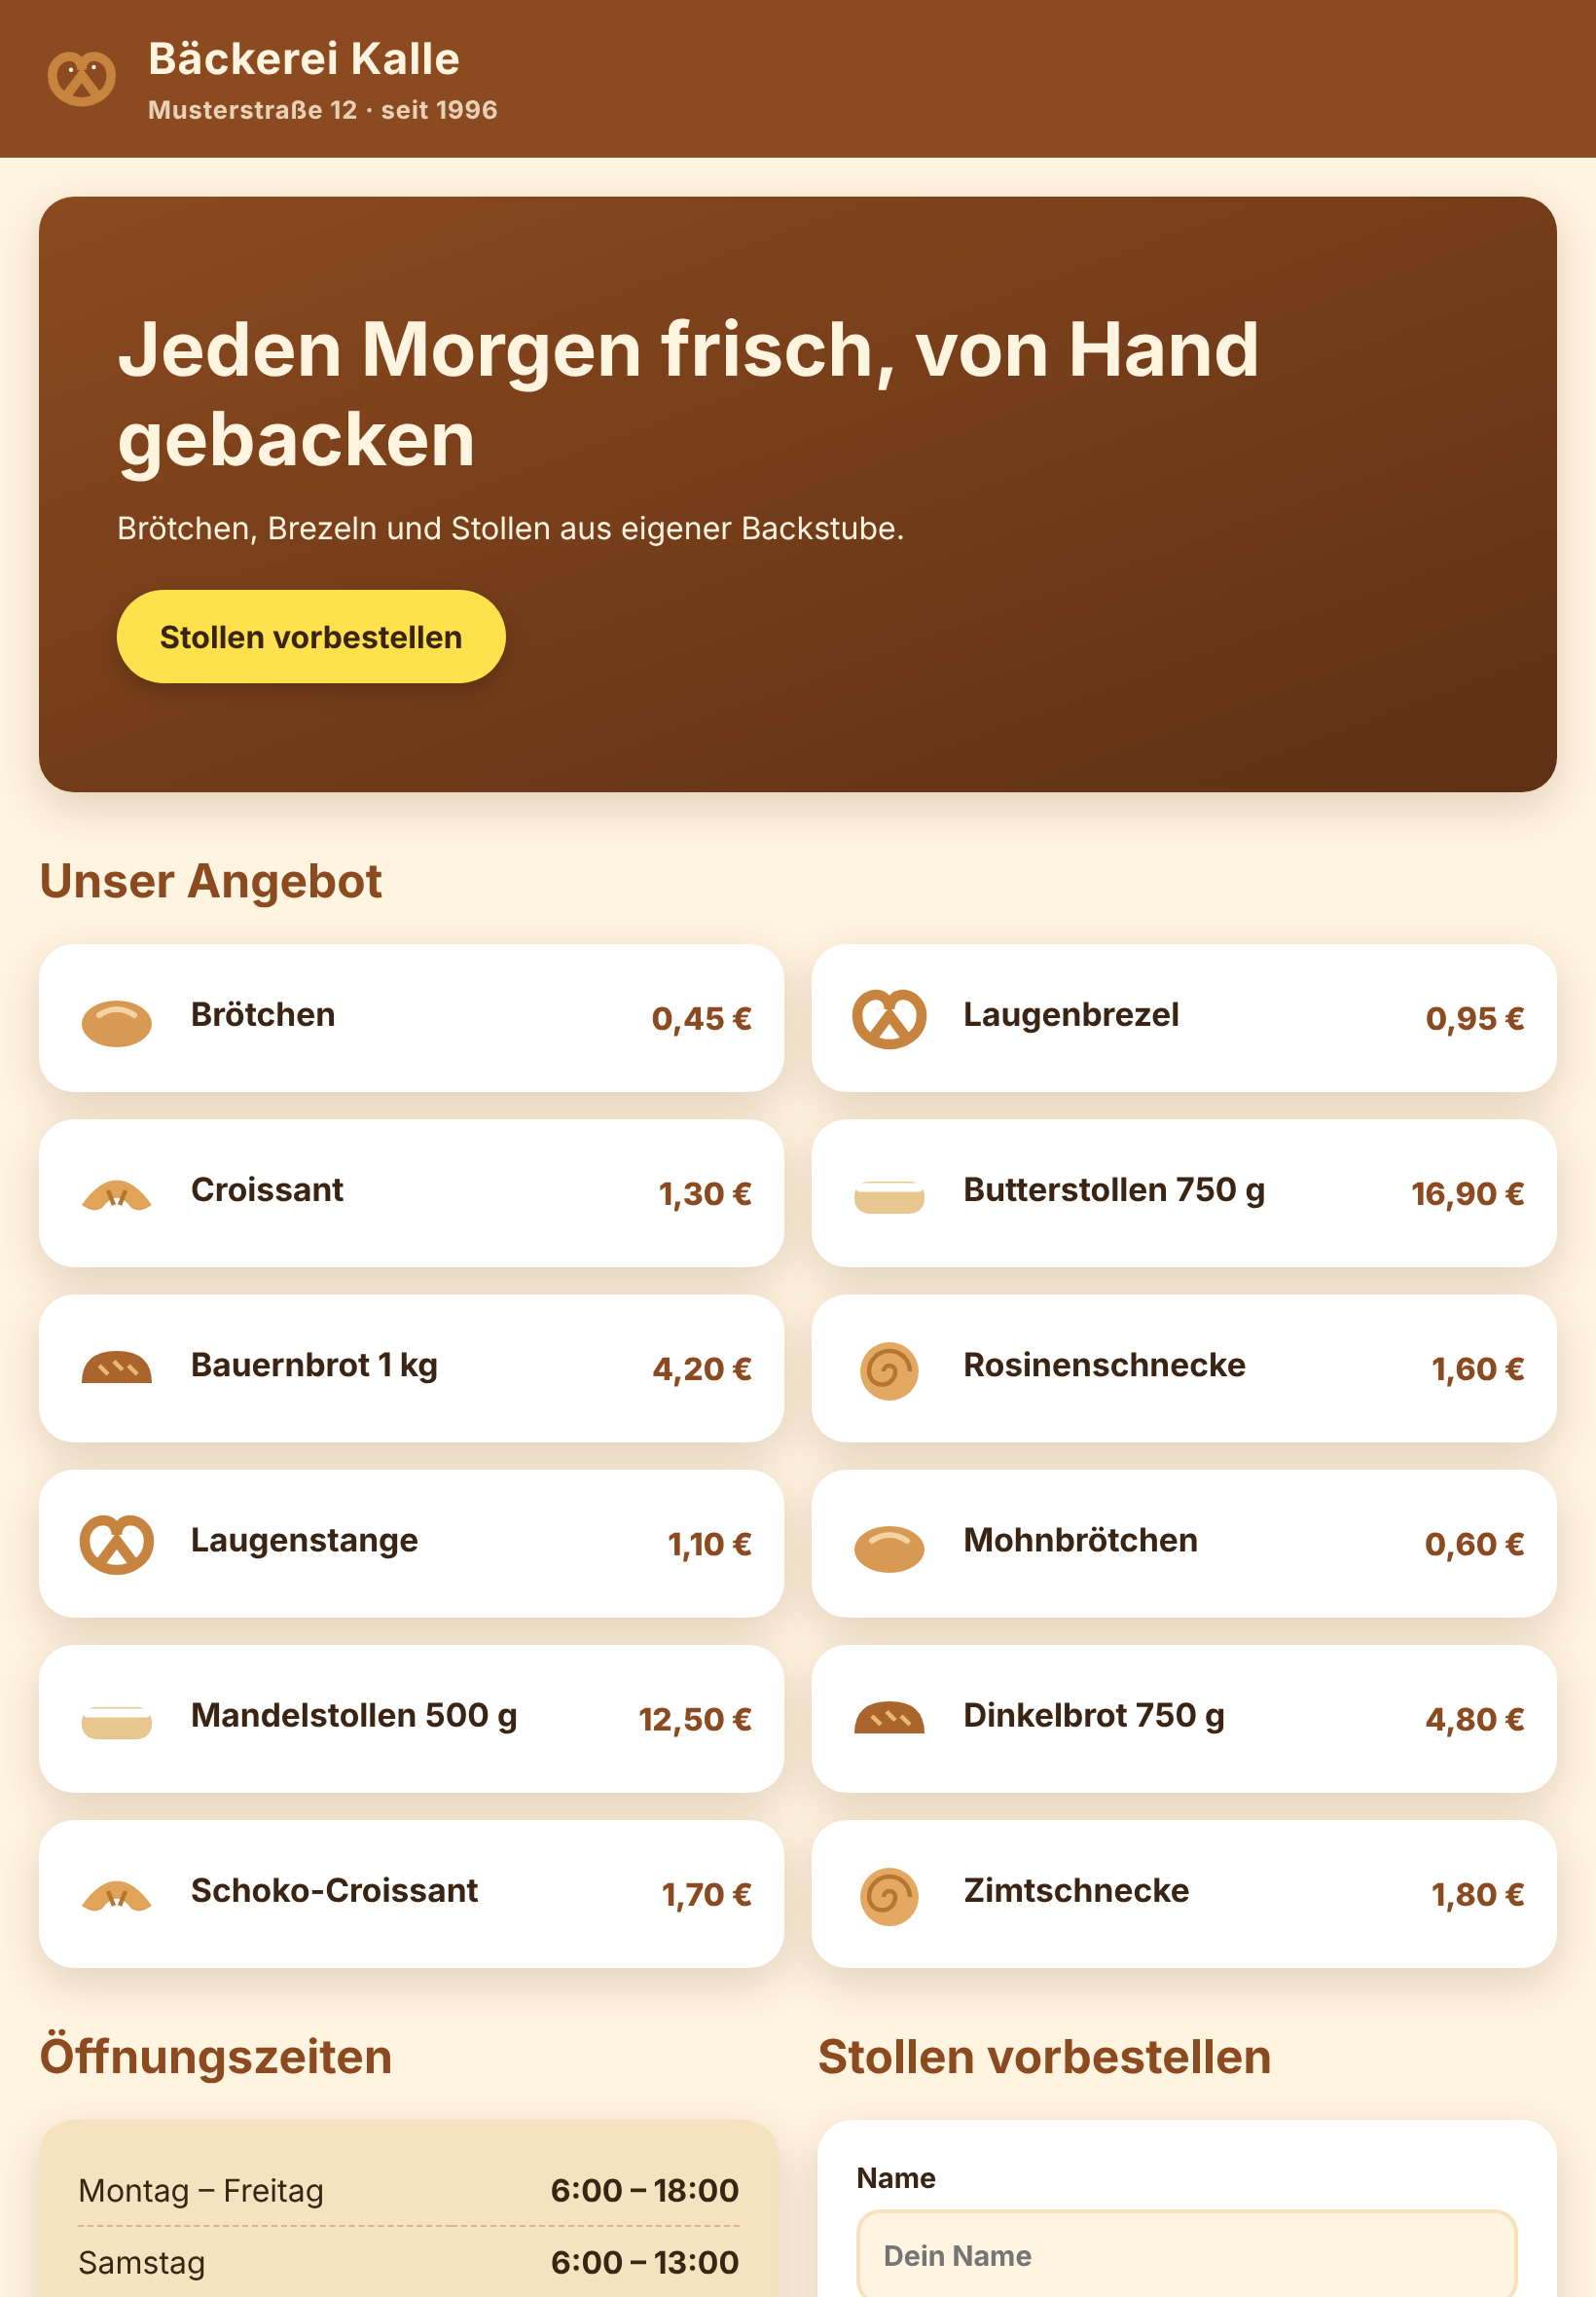 Bäckerei Kalle
Musterstraße 12 · seit 1996
Jeden Morgen frisch, von Hand
gebacken
Brötchen, Brezeln und Stollen aus eigener Backstube.
Stollen vorbestellen
Unser Angebot
Brötchen 0,45 €
Laugenbrezel 0,95 €
Croissant 1,30 €
Butterstollen 750 g 16,90 €
Bauernbrot 1 kg 4,20 €
Rosinenschnecke 1,60 €
Laugenstange 1,10 €
Mohnbrötchen 0,60 €
Mandelstollen 500 g 12,50 €
Dinkelbrot 750 g 4,80 €
Schoko-Croissant 1,70 €
Zimtschnecke 1,80 €
Öffnungszeiten
Montag – Freitag 6:00 – 18:00
Samstag 6:00 – 13:00
Stollen vorbestellen
Name
Dein Name